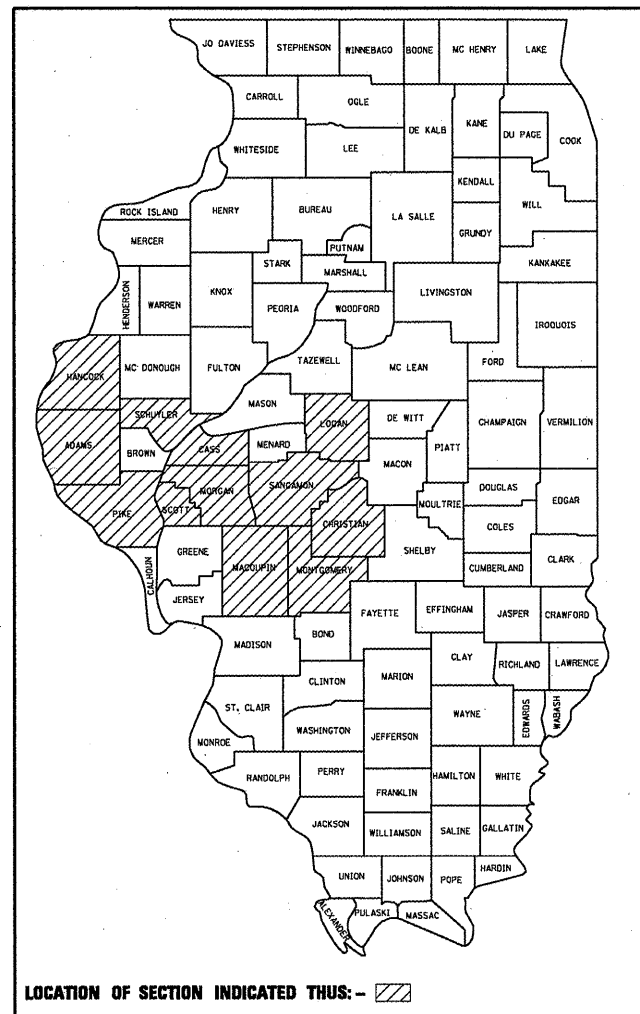 JO DAVIESS
STEPHENSON
WINNEBAGO
BOONE
MC HENRY
LAKE
CARROLL
OGLE
DE KALB
KANE
DU PAGE
COOK
WHITESIDE
LEE
KENDALL
WILL
ROCK ISLAND
HENRY
BUREAU
LA SALLE
GRUNDY
MERCER
PUTNAM
STARK
MARSHALL
KANKAKEE
HENDERSON
WARREN
KNOX
PEORIA
WOODFORD
LIVINGSTON
IROQUOIS
HANCOCK
MC DONOUGH
FULTON
TAZEWELL
MC LEAN
FORD
MASON
SCHUYLER
LOGAN
DE WITT
CHAMPAIGN
VERMILION
ADAMS
BROWN
CASS
MENARD
MACON
PIATT
PIKE
SCOTT
MORGAN
SANGAMON
CHRISTIAN
MOULTRIE
DOUGLAS
EDGAR
COLES
CALHOUN
GREENE
MACOUPIN
MONTGOMERY
SHELBY
CUMBERLAND
CLARK
JERSEY
FAYETTE
EFFINGHAM
JASPER
CRAWFORD
MADISON
BOND
CLAY
RICHLAND
LAWRENCE
CLINTON
MARION
ST. CLAIR
WAYNE
EDWARDS
WABASH
WASHINGTON
MONROE
JEFFERSON
RANDOLPH
PERRY
HAMILTON
WHITE
FRANKLIN
JACKSON
WILLIAMSON
SALINE
GALLATIN
UNION
JOHNSON
POPE
HARDIN
ALEXANDER
PULASKI
MASSAC
LOCATION OF SECTION INDICATED THUS: -